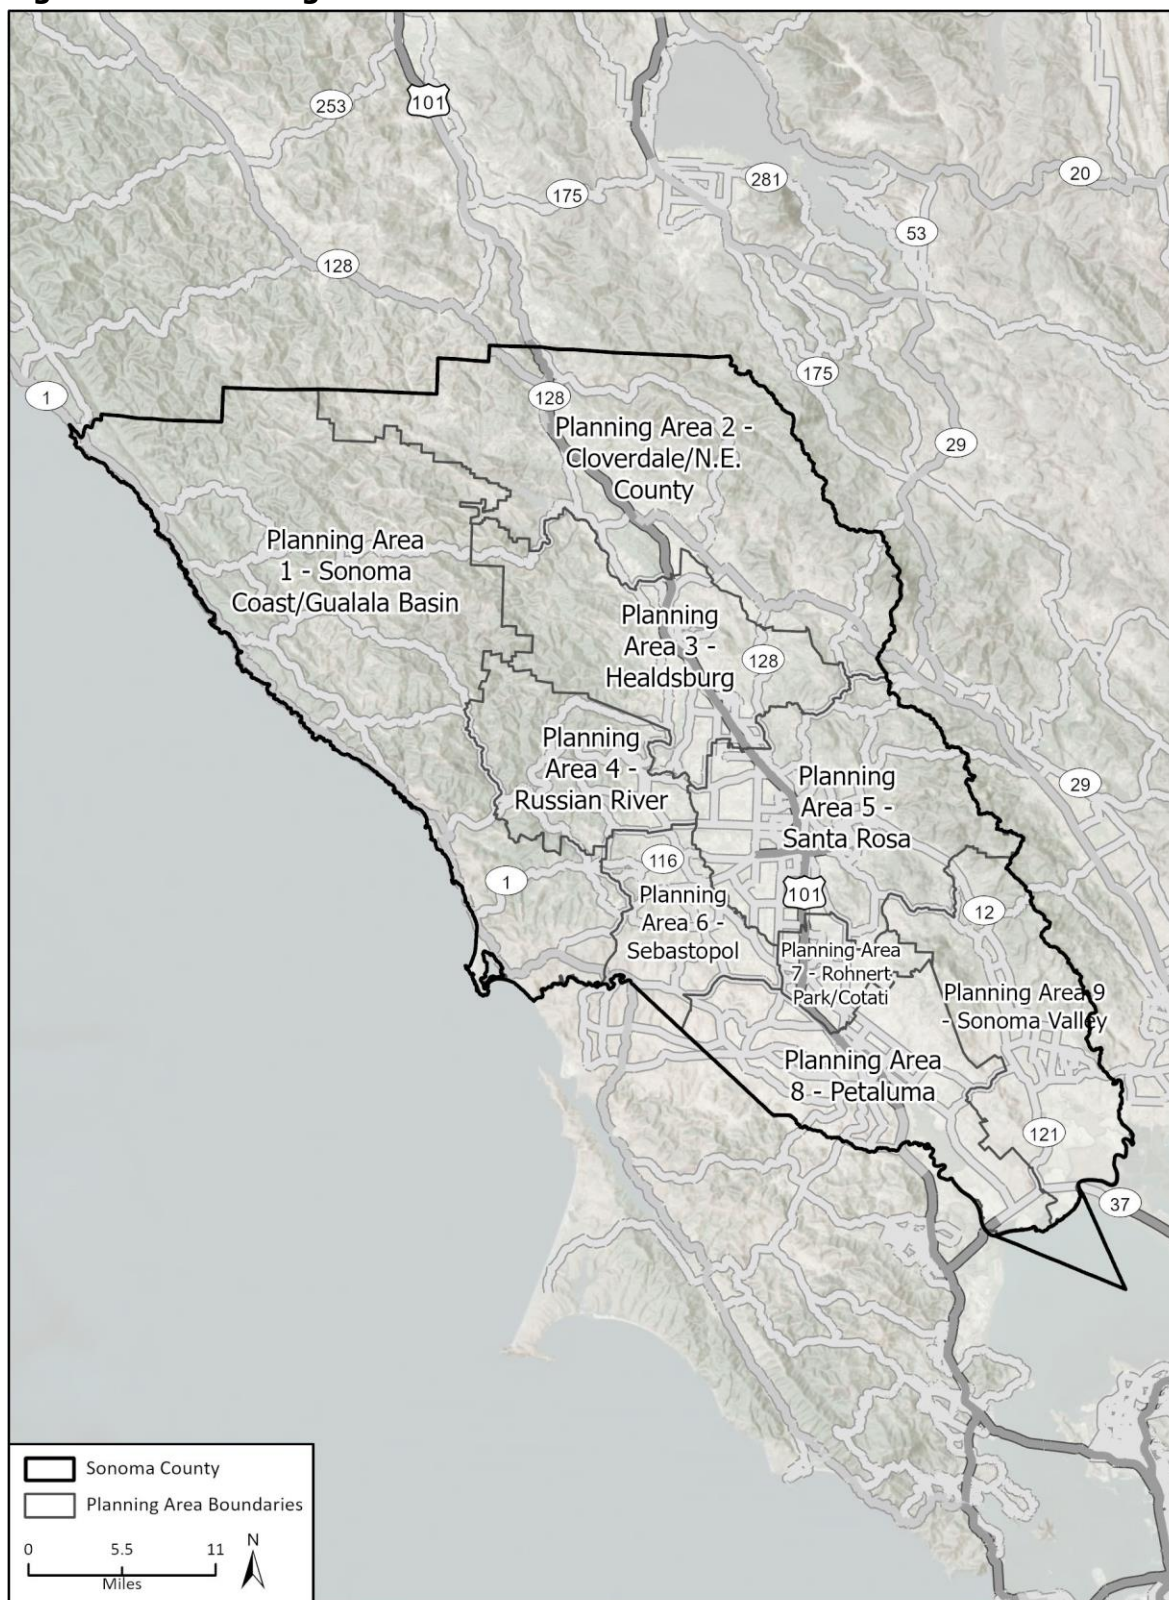 253
101
175
281
20
53
128
175
1
128
29
Planning Area 2 -
Cloverdale/N.E.
County
Planning Area
1 - Sonoma
Coast/Gualala Basin
Planning
Area 3 -
Healdsburg
128
Planning
Area 4 -
Russian River
Planning
Area 5 -
Santa Rosa
29
116
1
101
12
Planning
Area 6 -
Sebastopol
Planning Area
7 - Rohnert
Park/Cotati
Planning Area 9
- Sonoma Valley
Planning Area
8 - Petaluma
121
37
Sonoma County
Planning Area Boundaries
0 5.5 11
Miles
N